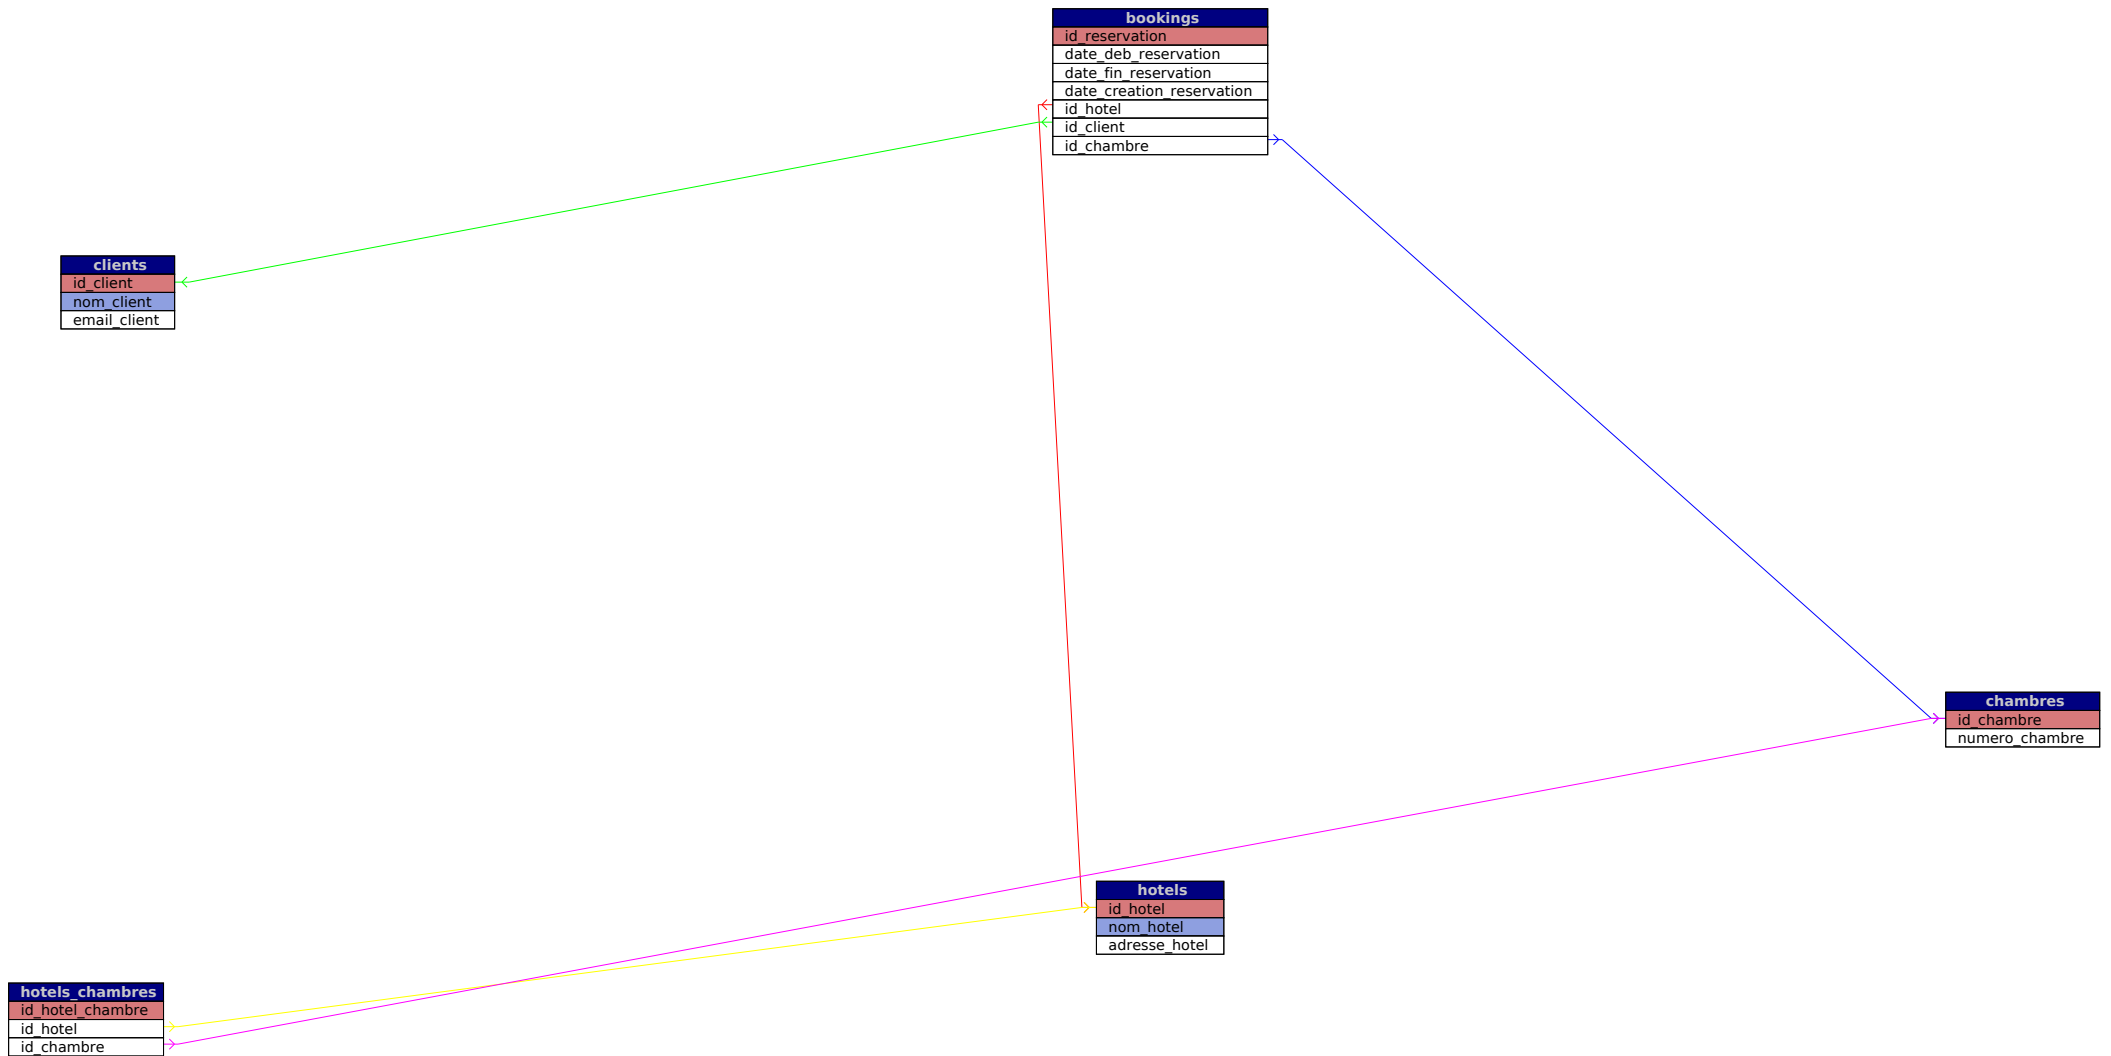 bookings
id_reservation
date_deb_reservation
date_fin_reservation
date_creation_reservation
id_hotel
id_client
id_chambre
clients
id_client
nom_client
email_client
chambres
id_chambre
numero_chambre
hotels
id_hotel
nom_hotel
adresse_hotel
hotels_chambres
id_hotel_chambre
id_hotel
id_chambre